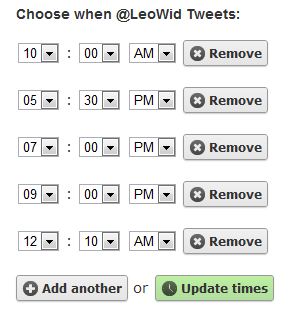 Choose when @LeoWid Tweets:
10 : 00 AM Remove
05 : 30 PM Remove
07 : 00 PM Remove
09 : 00 PM Remove
12 : 10 AM Remove
Add another or Update times